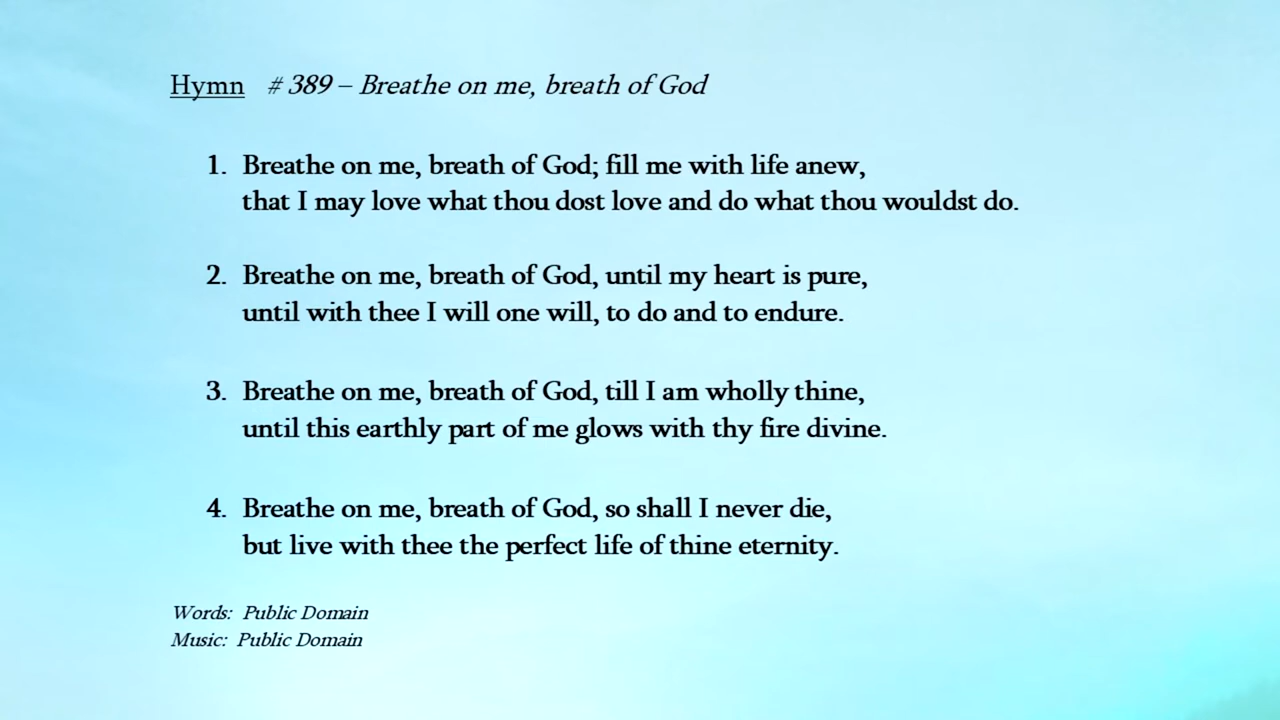 Hymn # 389 – Breathe on me, breath of God
1. Breathe on me, breath of God; fill me with life anew,
that I may love what thou dost love and do what thou wouldst do.
2. Breathe on me, breath of God, until my heart is pure,
until with thee I will one will, to do and to endure.
3. Breathe on me, breath of God, till I am wholly thine,
until this earthly part of me glows with thy fire divine.
4. Breathe on me, breath of God, so shall I never die,
but live with thee the perfect life of thine eternity.
Words: Public Domain
Music: Public Domain